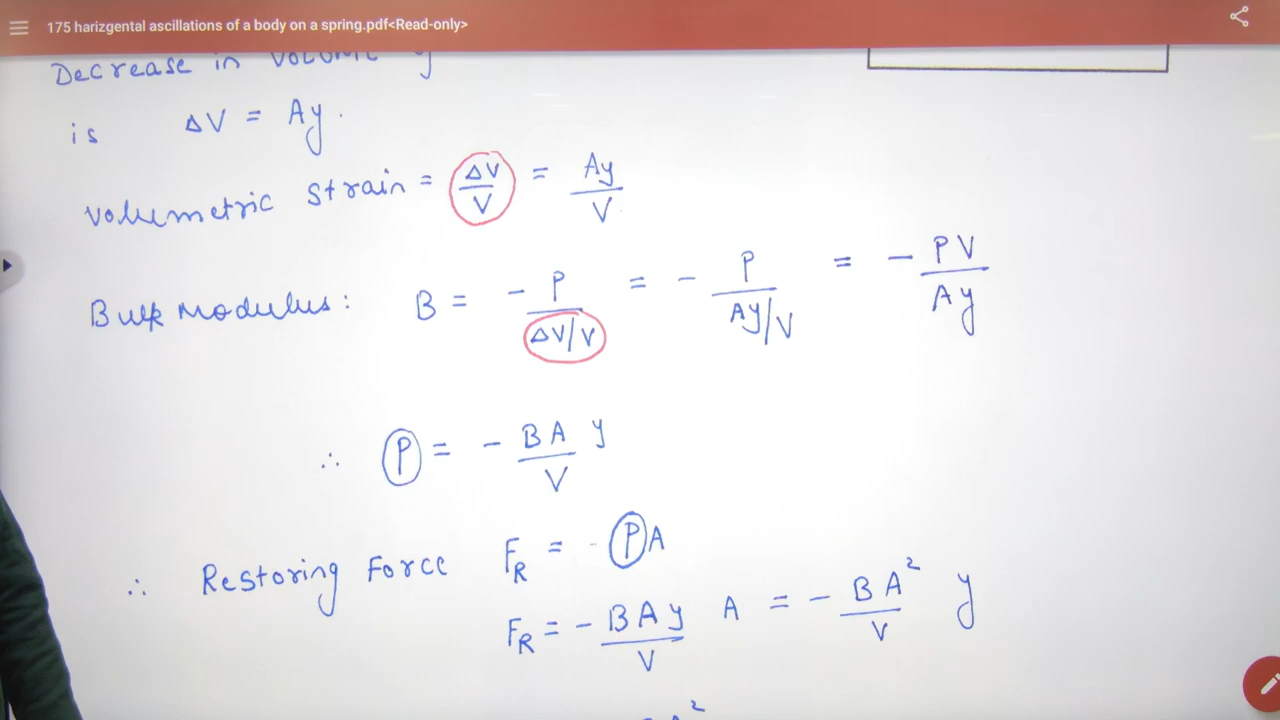 175 harizgental ascillations of a body on a spring.pdf<Read-only>
Decrease in volume
is ΔV = Ay.
Volumetric Strain = ΔV/V = Ay/V
Bulk Modulus: B = - P/(ΔV/V) = - P/(Ay/V) = - PV/Ay
∴ P = - BA/V y
∴ Restoring Force F_R = - PA
F_R = - BAy/V A = - BA²/V y